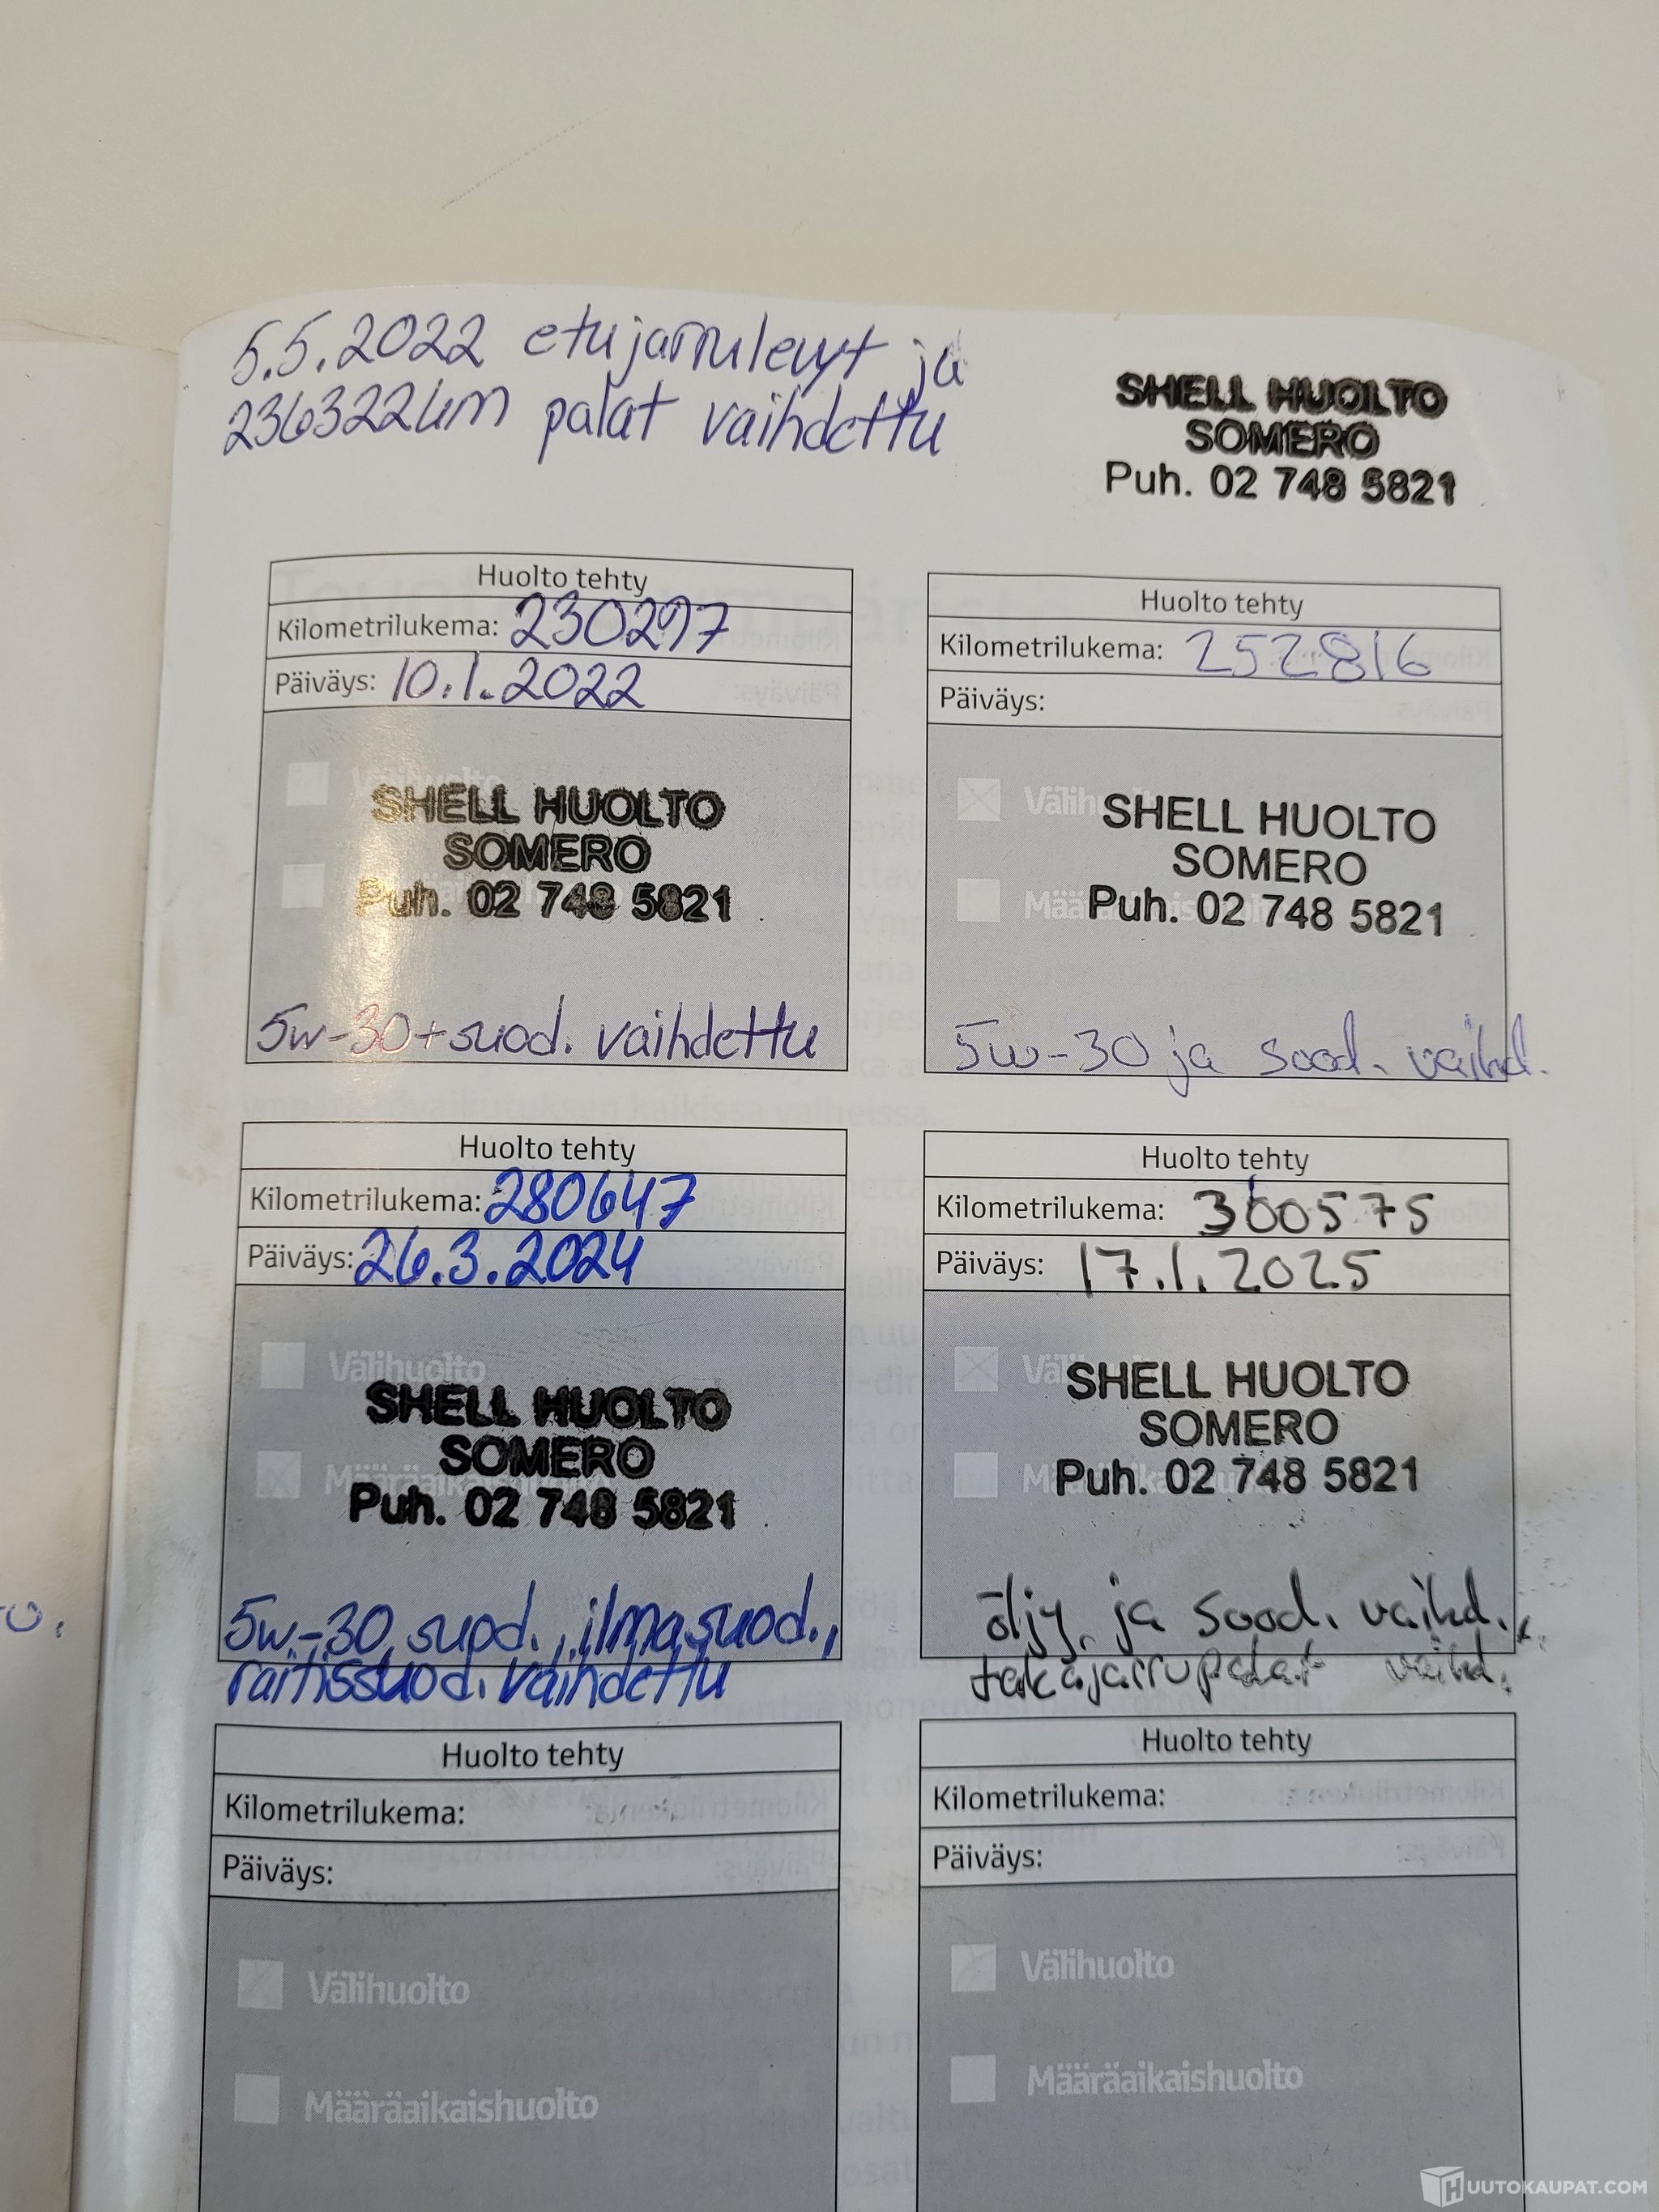 5.5.2022 etujarrulevyt ja
236322km palat vaihdettu
SHELL HUOLTO
SOMERO
Puh. 02 748 5821
Huolto tehty
Kilometrilukema: 230297
Päiväys: 10.1.2022
Välihuolto
SHELL HUOLTO
SOMERO
Puh. 02 748 5821
5w-30+suod. vaihdettu
Huolto tehty
Kilometrilukema: 252816
Päiväys:
Välihuolto
SHELL HUOLTO
SOMERO
Määräaikaishuolto
Puh. 02 748 5821
5w-30 ja suod. vaihd.
Huolto tehty
Kilometrilukema: 280647
Päiväys: 26.3.2024
Välihuolto
SHELL HUOLTO
SOMERO
Määräaikaishuolto
Puh. 02 748 5821
5w-30, suod., ilmasuod.,
raitissuod. vaihdettu
Huolto tehty
Kilometrilukema: 300575
Päiväys: 17.1.2025
SHELL HUOLTO
SOMERO
Määräaikaishuolto
Puh. 02 748 5821
öljy ja suod. vaihd.
takajarrupalat vaihd.
Huolto tehty
Kilometrilukema:
Päiväys:
Välihuolto
Määräaikaishuolto
Huolto tehty
Kilometrilukema:
Päiväys:
Välihuolto
Määräaikaishuolto
HUUTOKAUPAT.COM